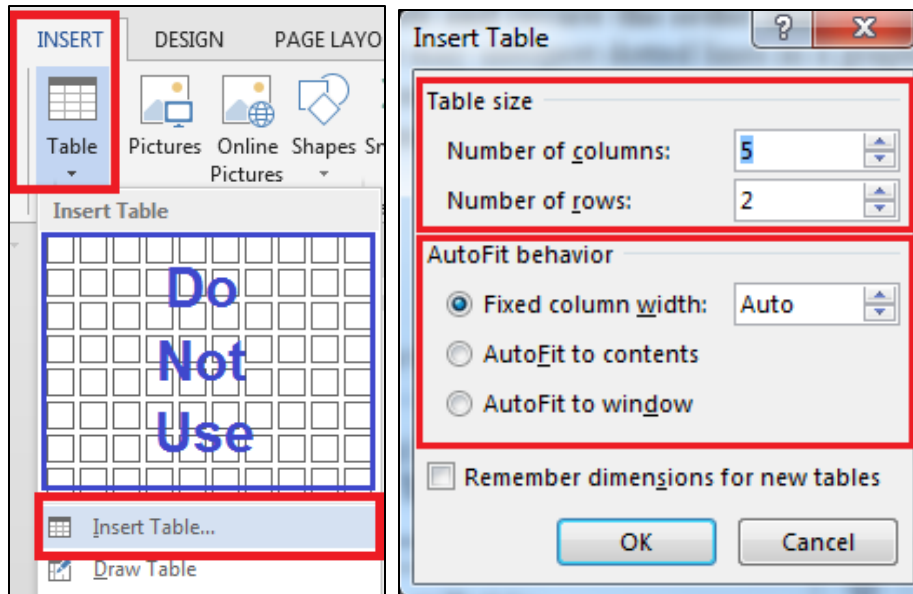 INSERT DESIGN PAGE LAYO
Table Pictures Online Shapes Sn
Pictures
Insert Table
Do
Not
Use
Insert Table...
Draw Table
Insert Table
Table size
Number of columns: 5
Number of rows: 2
AutoFit behavior
Fixed column width: Auto
AutoFit to contents
AutoFit to window
Remember dimensions for new tables
OK Cancel